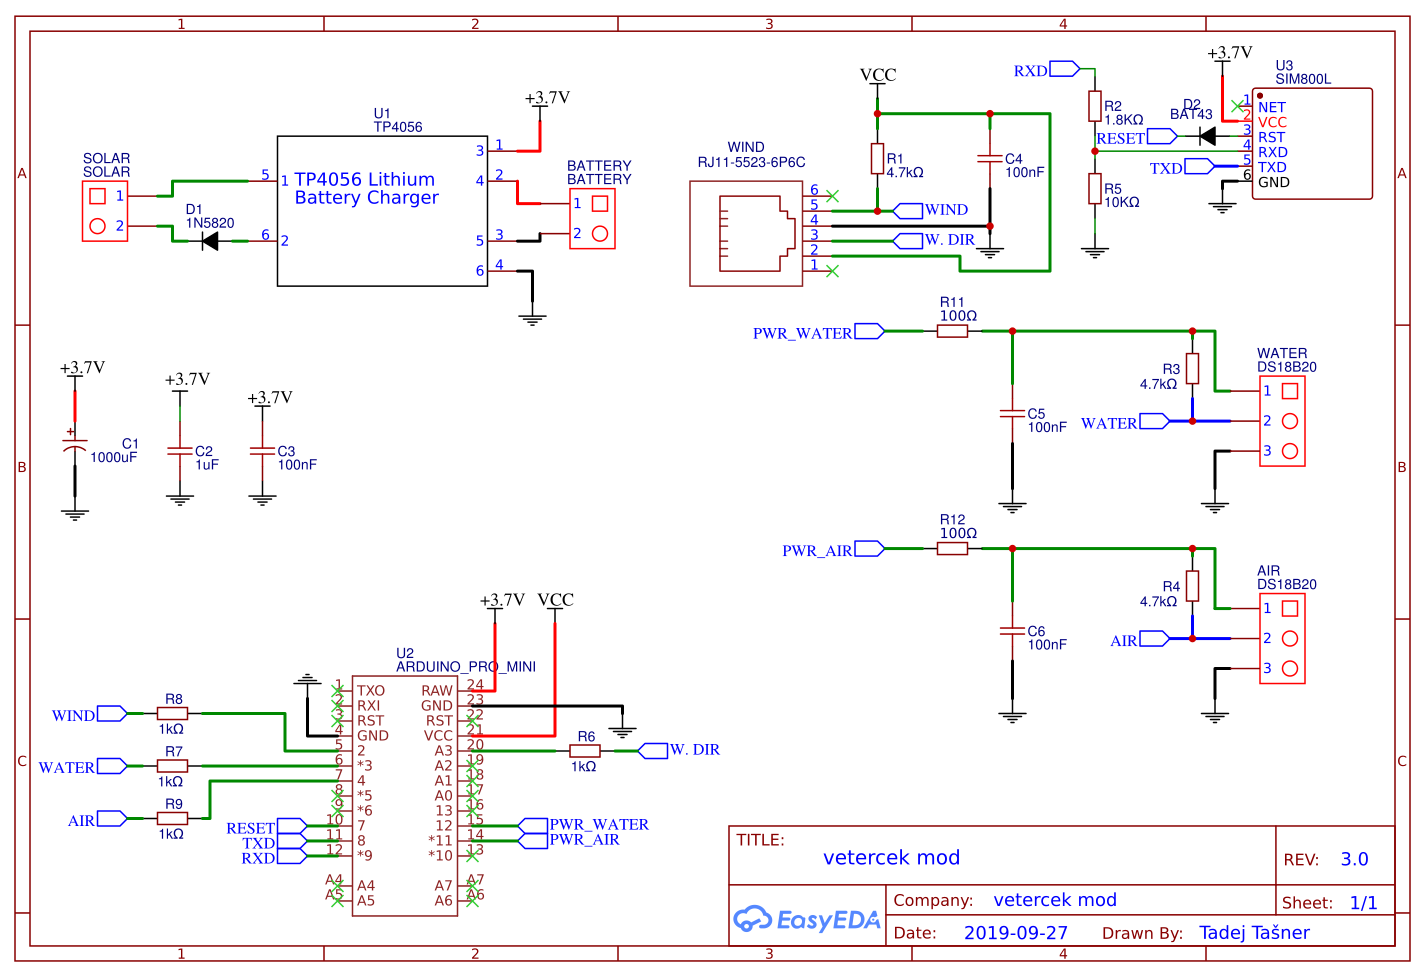 1 2 3 4
A
A
B
B
C
C
1 2 3 4
SOLAR
SOLAR
1
2
D1
1N5820
5
6
U1
TP4056
1
2
TP4056 Lithium
Battery Charger
3
4
5
6
1
2
3
4
+3.7V
BATTERY
BATTERY
1
2
WIND
RJ11-5523-6P6C
6
5
4
3
2
1
VCC
R1
4.7kΩ
C4
100nF
WIND
W. DIR
RXD
R2
1.8KΩ
R5
10KΩ
RESET
D2
BAT43
TXD
+3.7V
U3
SIM800L
1 NET
2 VCC
3 RST
4 RXD
5 TXD
6 GND
PWR_WATER
R11
100Ω
C5
100nF
R3
4.7kΩ
WATER
WATER
DS18B20
1
2
3
+3.7V
C1
1000uF
+
+3.7V
C2
1uF
+3.7V
C3
100nF
PWR_AIR
R12
100Ω
C6
100nF
R4
4.7kΩ
AIR
AIR
DS18B20
1
2
3
+3.7V
VCC
U2
ARDUINO_PRO_MINI
1 TXO
2 RXI
3 RST
4 GND
5 2
6 *3
7 4
8 *5
9 *6
10 7
11 8
12 *9
A4 A4
A5 A5
RAW 24
GND 23
RST 22
VCC 21
A3 20
A2 19
A1 18
A0 17
13 16
12 15
*11 14
*10 13
A7 A7
A6 A6
WIND
R8
1kΩ
WATER
R7
1kΩ
AIR
R9
1kΩ
RESET
TXD
RXD
R6
1kΩ
W. DIR
PWR_WATER
PWR_AIR
TITLE:
vetercek mod
REV: 3.0
EasyEDA
Company: vetercek mod
Sheet: 1/1
Date: 2019-09-27 Drawn By: Tadej Tašner